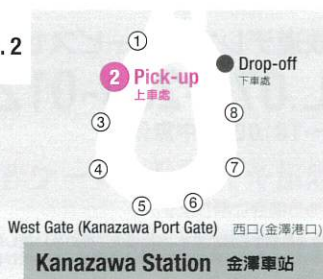 . 2
①
② Pick-up
上車處
Drop-off
下車處
③
⑧
④
⑦
⑤
⑥
West Gate (Kanazawa Port Gate) 西口(金澤港口)
Kanazawa Station 金澤車站